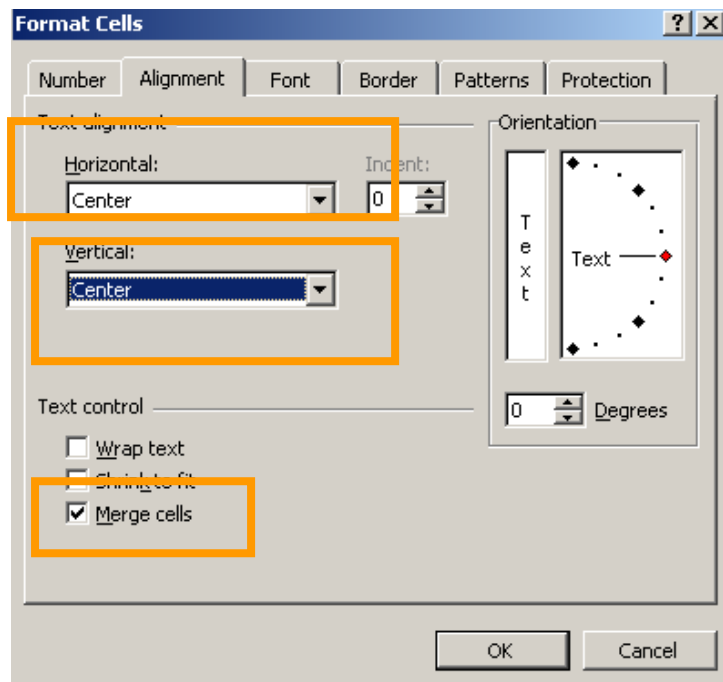 Format Cells
Number Alignment Font Border Patterns Protection
Text alignment
Horizontal:
Center
Indent:
0
Vertical:
Center
Orientation
Text
Text
0 Degrees
Text control
Wrap text
Shrink to fit
Merge cells
OK Cancel